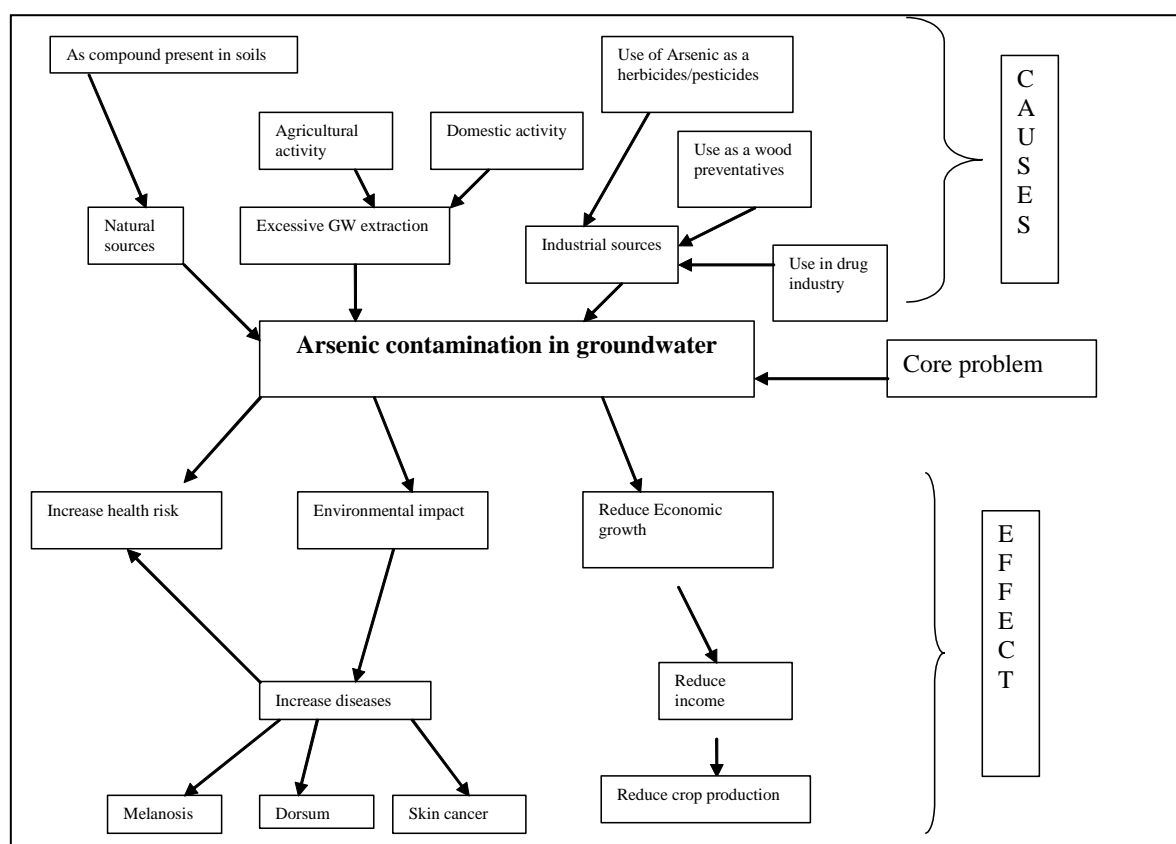 As compound present in soils
Use of Arsenic as a
herbicides/pesticides
Agricultural
activity
Domestic activity
Use as a wood
preventatives
Natural
sources
Excessive GW extraction
Industrial sources
Use in drug
industry
C
A
U
S
E
S
Arsenic contamination in groundwater
Core problem
Increase health risk
Environmental impact
Reduce Economic
growth
Increase diseases
Reduce
income
Melanosis
Dorsum
Skin cancer
Reduce crop production
E
F
F
E
C
T